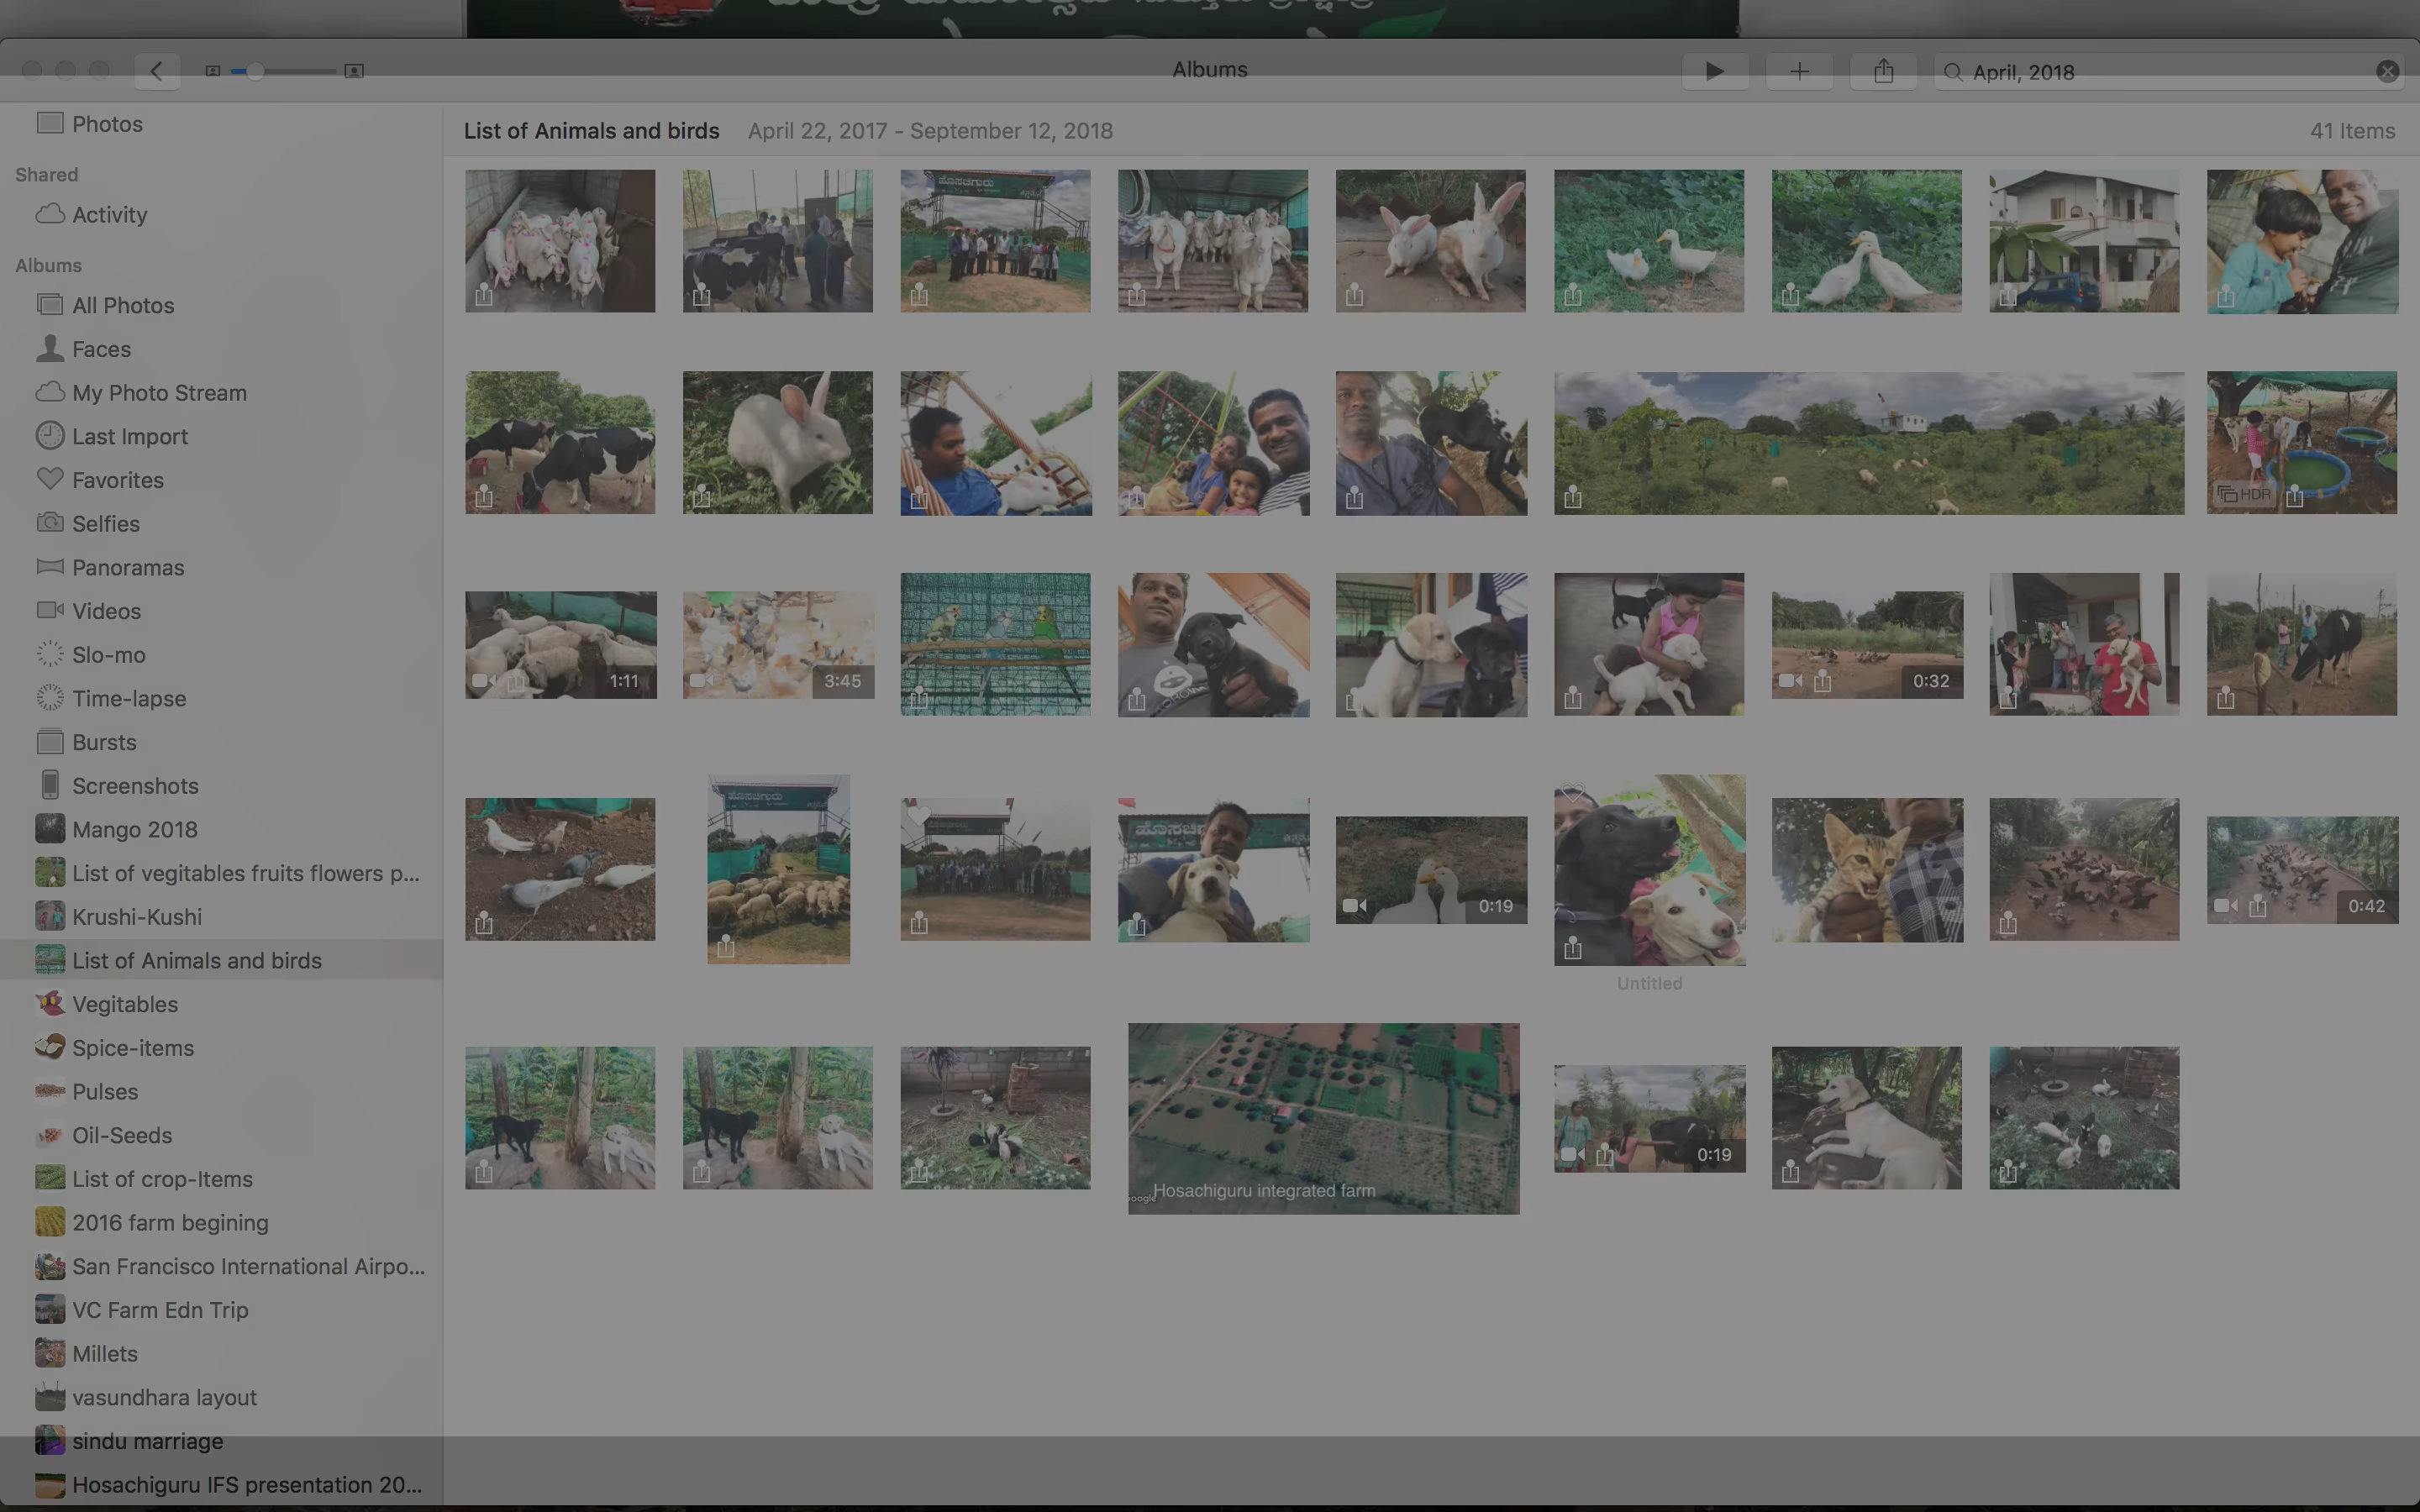 Albums
April, 2018
Photos
Shared
Activity
Albums
All Photos
Faces
My Photo Stream
Last Import
Favorites
Selfies
Panoramas
Videos
Slo-mo
Time-lapse
Bursts
Screenshots
Mango 2018
List of vegitables fruits flowers p...
Krushi-Kushi
List of Animals and birds
Vegitables
Spice-items
Pulses
Oil-Seeds
List of crop-Items
2016 farm begining
San Francisco International Airpo...
VC Farm Edn Trip
Millets
vasundhara layout
sindu marriage
Hosachiguru IFS presentation 20...
List of Animals and birds April 22, 2017 - September 12, 2018 41 Items
ಹೊಸಚಿಗುರು
HDR
1:11
3:45
0:32
ಹೊಸಚಿಗುರು
0:19
0:42
Untitled
Hosachiguru integrated farm
0:19